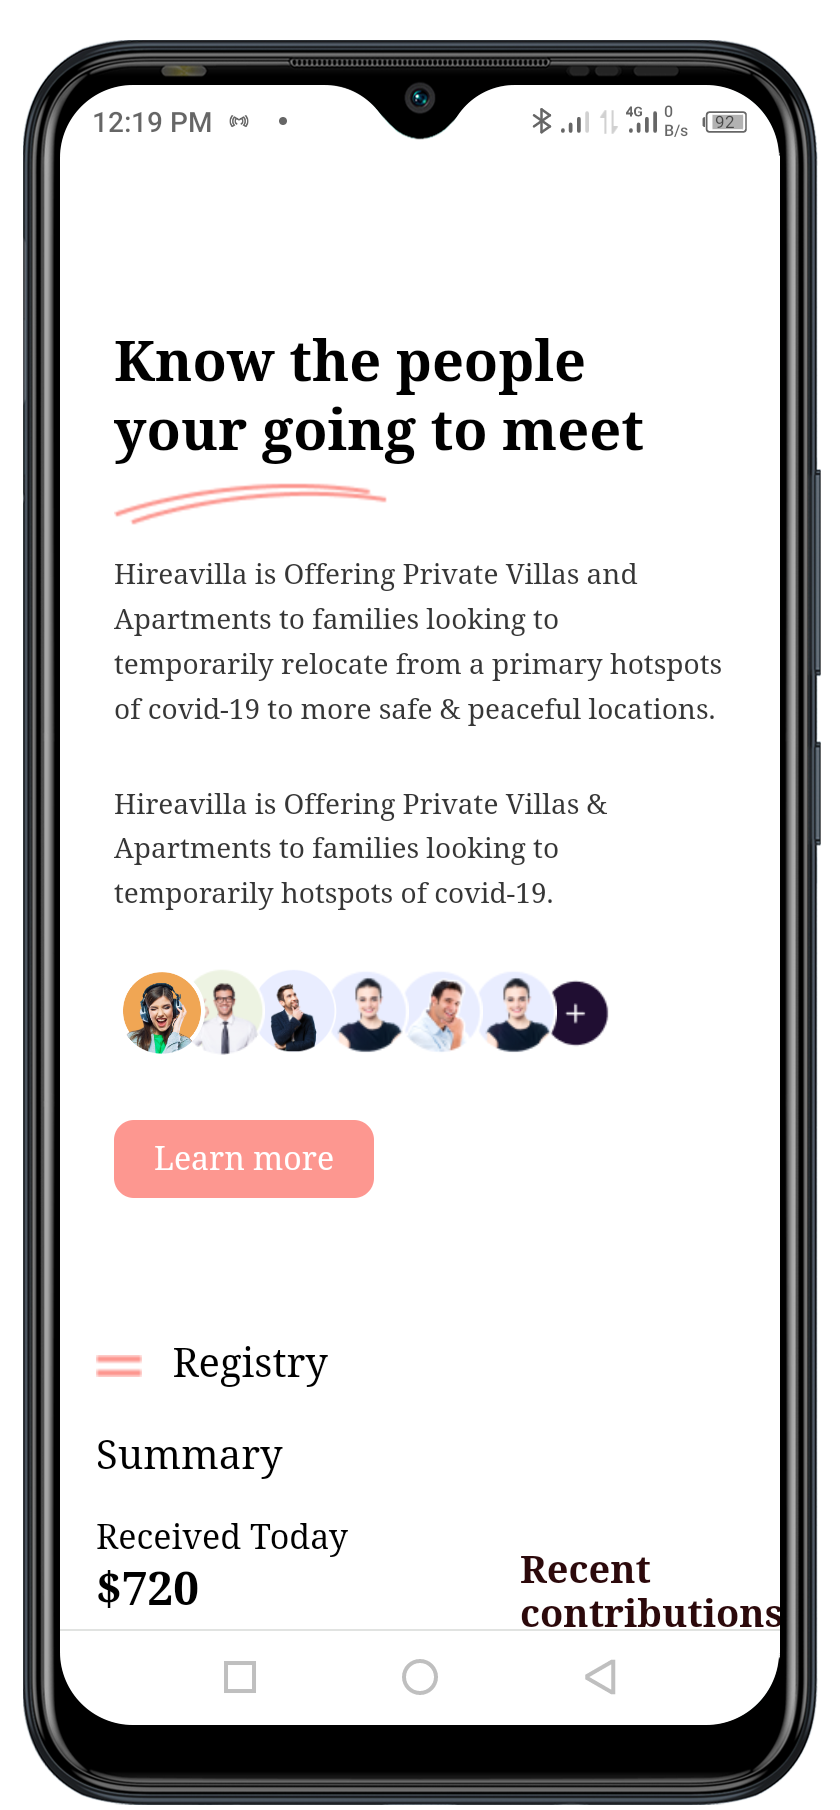 12:19 PM
4G
0
B/s
92
Know the people
your going to meet
Hireavilla is Offering Private Villas and
Apartments to families looking to
temporarily relocate from a primary hotspots
of covid-19 to more safe & peaceful locations.
Hireavilla is Offering Private Villas &
Apartments to families looking to
temporarily hotspots of covid-19.
+
Learn more
Registry
Summary
Received Today
$720
Recent
contributions